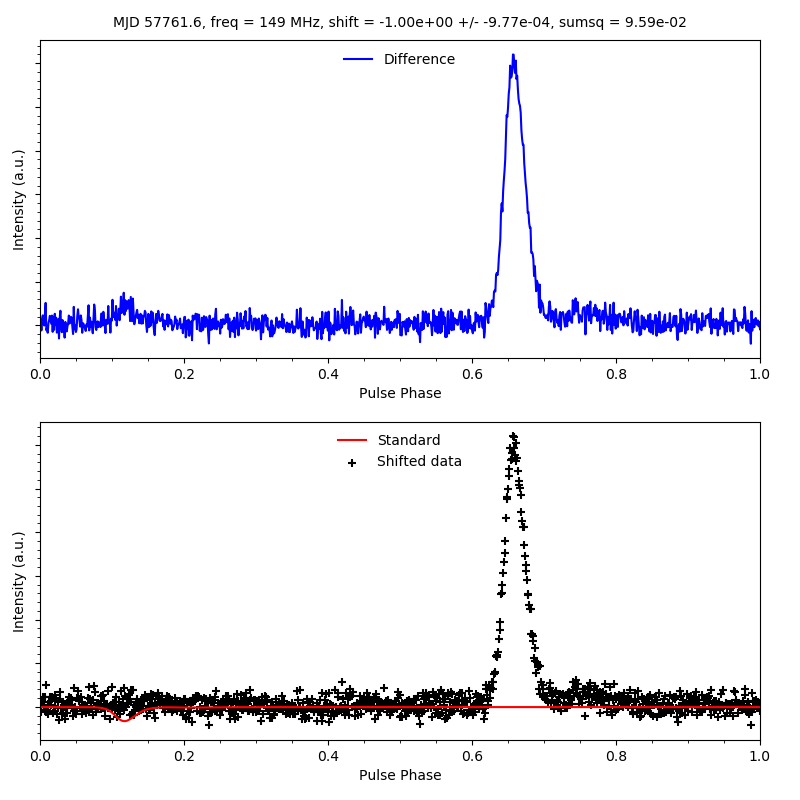 MJD 57761.6, freq = 149 MHz, shift = -1.00e+00 +/- -9.77e-04, sumsq = 9.59e-02
Difference
Intensity (a.u.)
0.0 0.2 0.4 0.6 0.8 1.0
Pulse Phase
Standard
Shifted data
Intensity (a.u.)
0.0 0.2 0.4 0.6 0.8 1.0
Pulse Phase